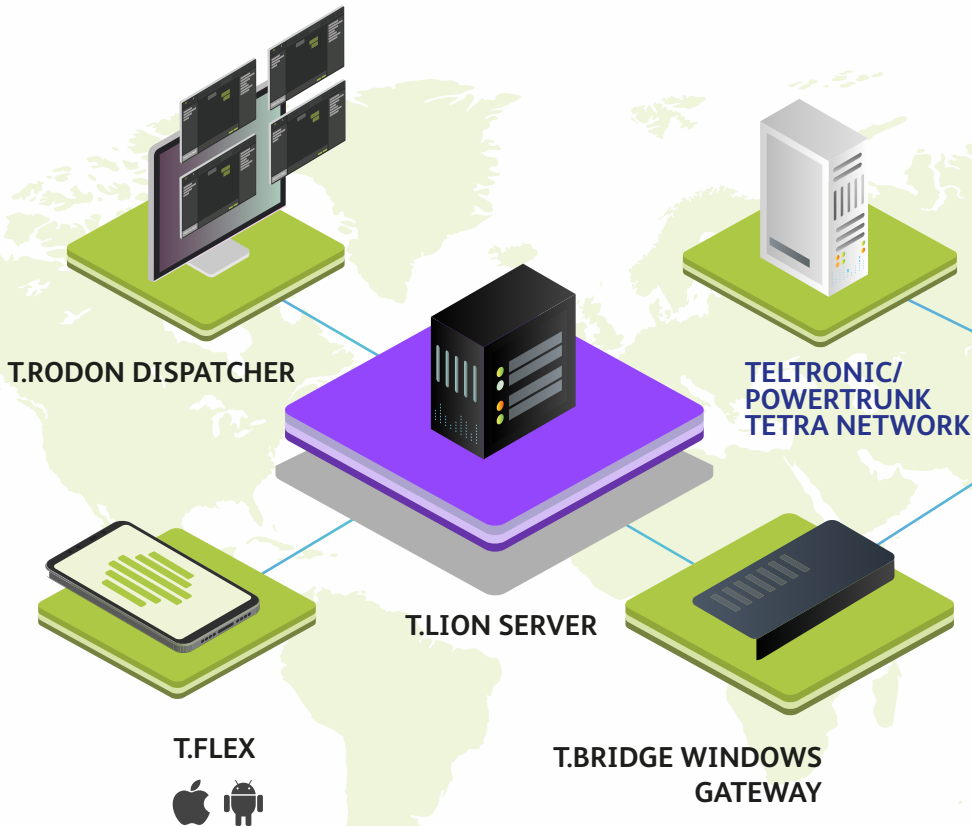 T.RODON DISPATCHER
TELTRONIC/
POWERTRUNK
TETRA NETWORK
T.LION SERVER
T.FLEX
T.BRIDGE WINDOWS
GATEWAY